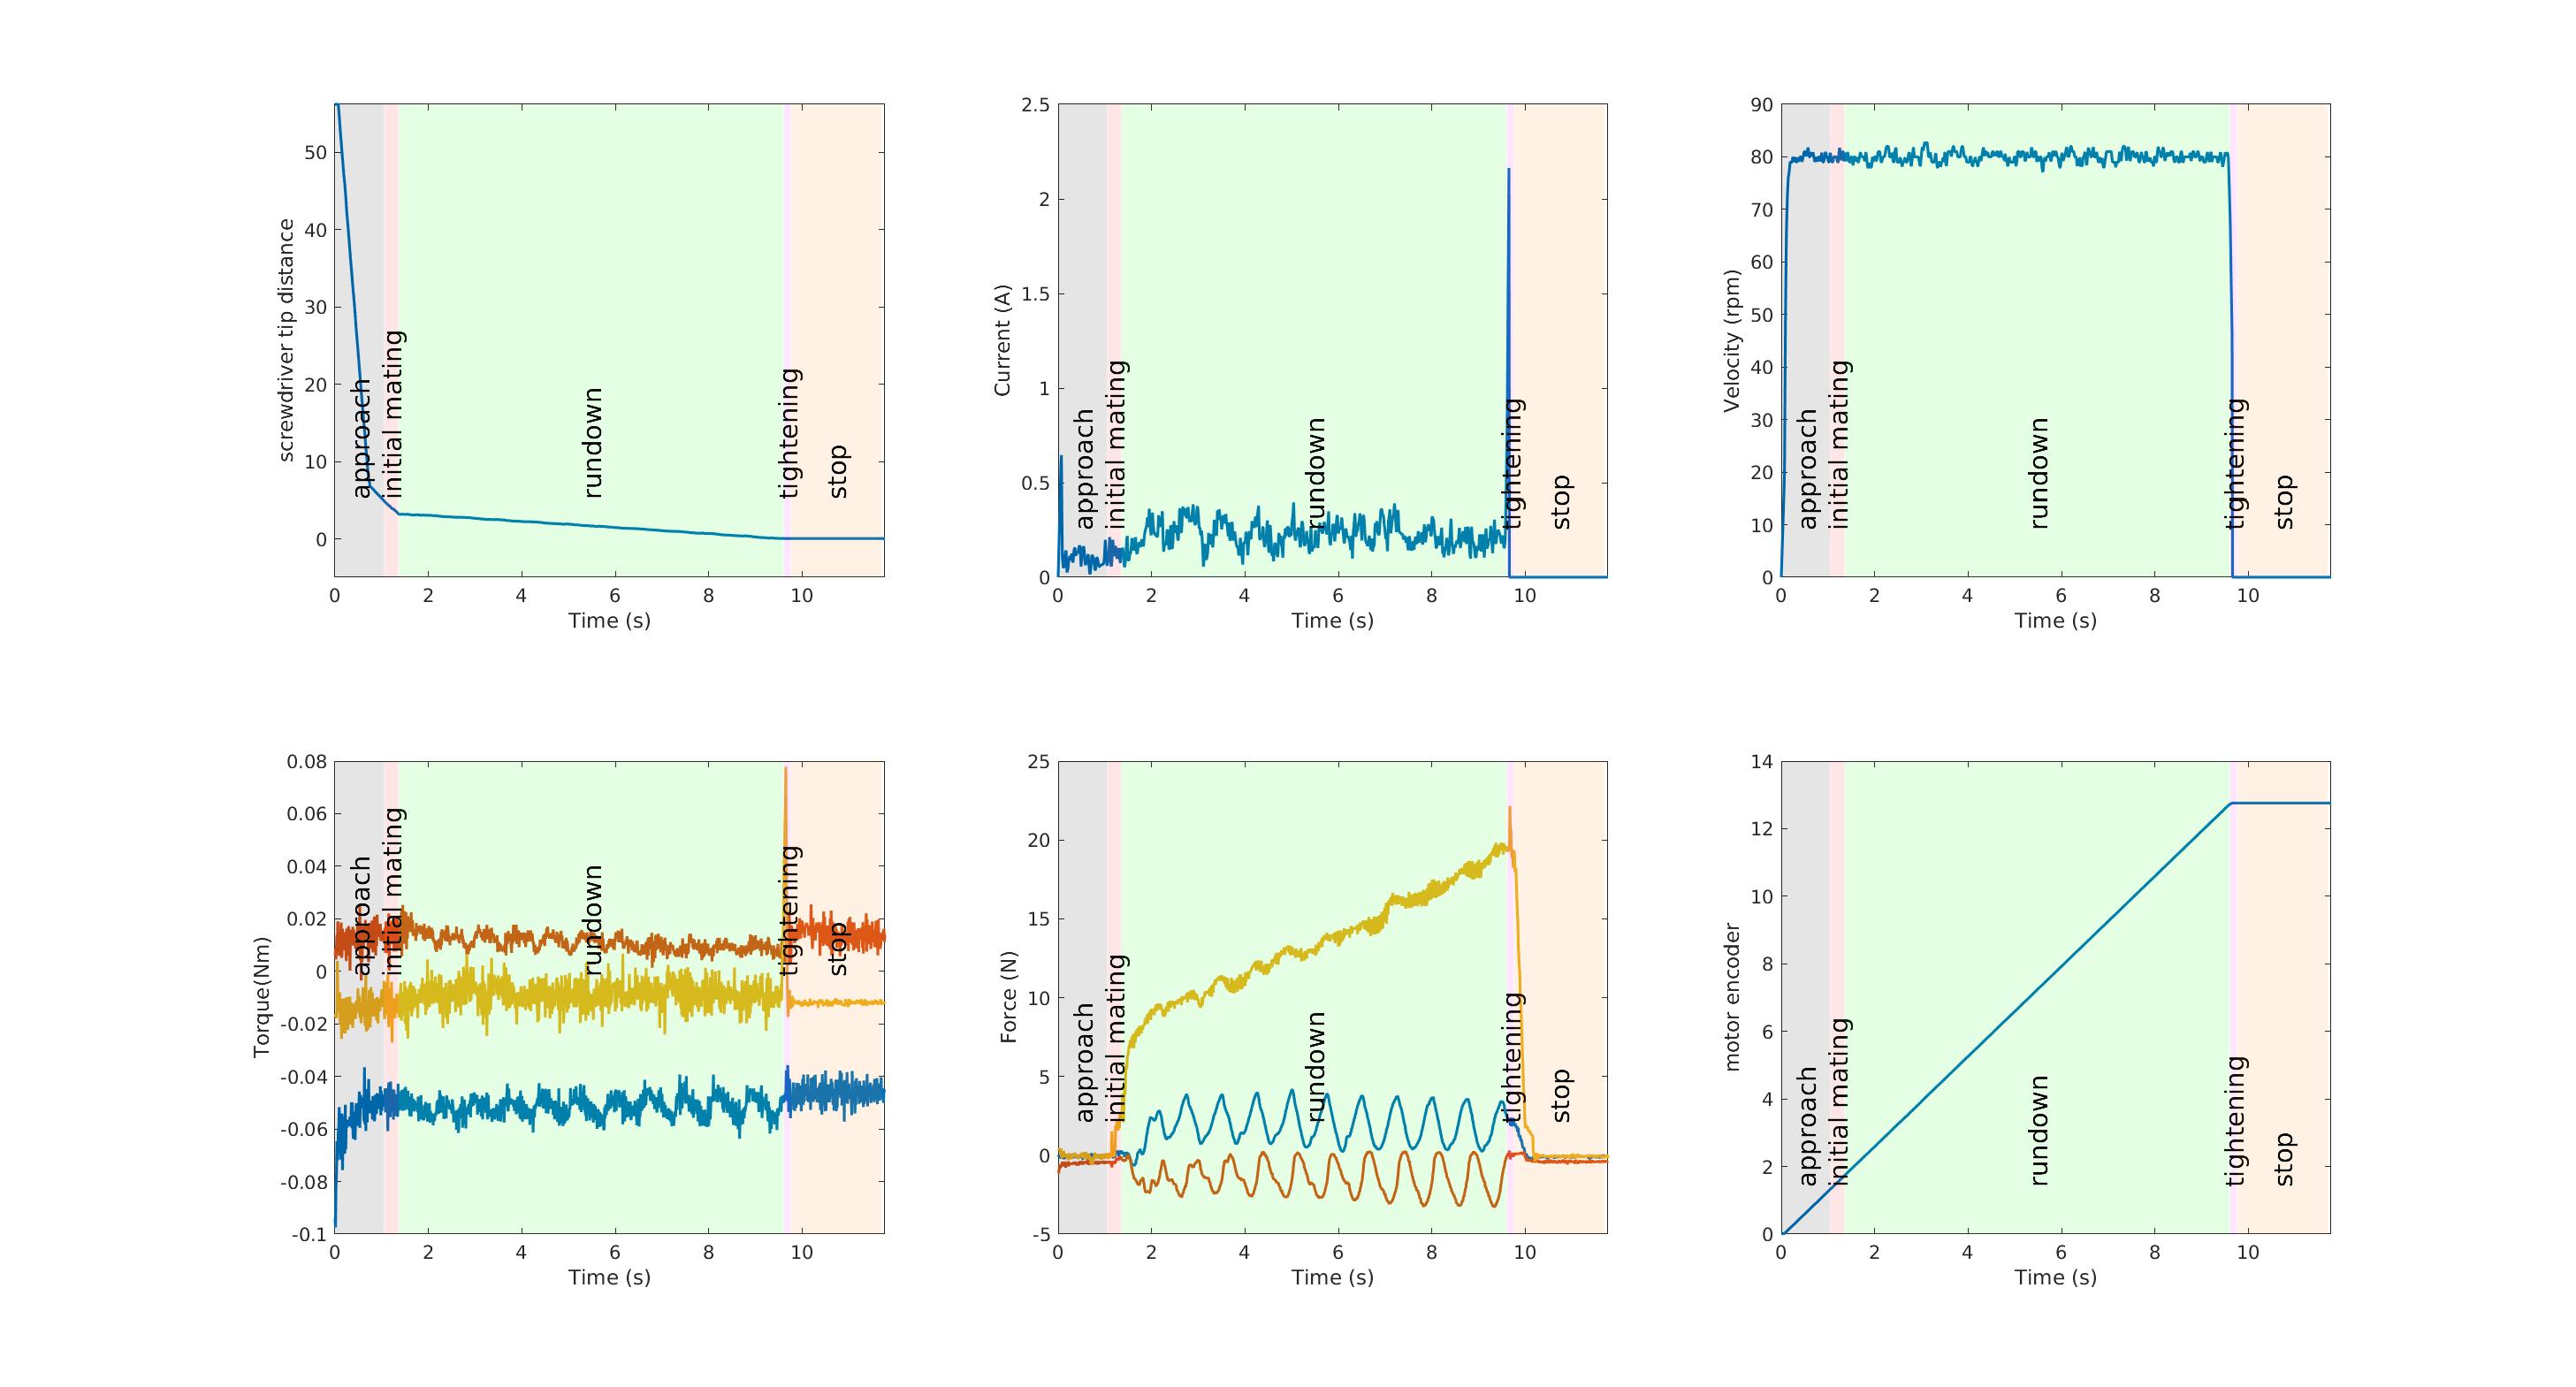 screwdriver tip distance
50
40
30
20
10
0
approach
initial mating
rundown
tightening
stop
0 2 4 6 8 10
Time (s)
Current (A)
2.5
2
1.5
1
0.5
0
approach
initial mating
rundown
tightening
stop
0 2 4 6 8 10
Time (s)
Velocity (rpm)
90
80
70
60
50
40
30
20
10
0
approach
initial mating
rundown
tightening
stop
0 2 4 6 8 10
Time (s)
Torque(Nm)
0.08
0.06
0.04
0.02
0
-0.02
-0.04
-0.06
-0.08
-0.1
approach
initial mating
rundown
tightening
stop
0 2 4 6 8 10
Time (s)
Force (N)
25
20
15
10
5
0
-5
approach
initial mating
rundown
tightening
stop
0 2 4 6 8 10
Time (s)
motor encoder
14
12
10
8
6
4
2
0
approach
initial mating
rundown
tightening
stop
0 2 4 6 8 10
Time (s)